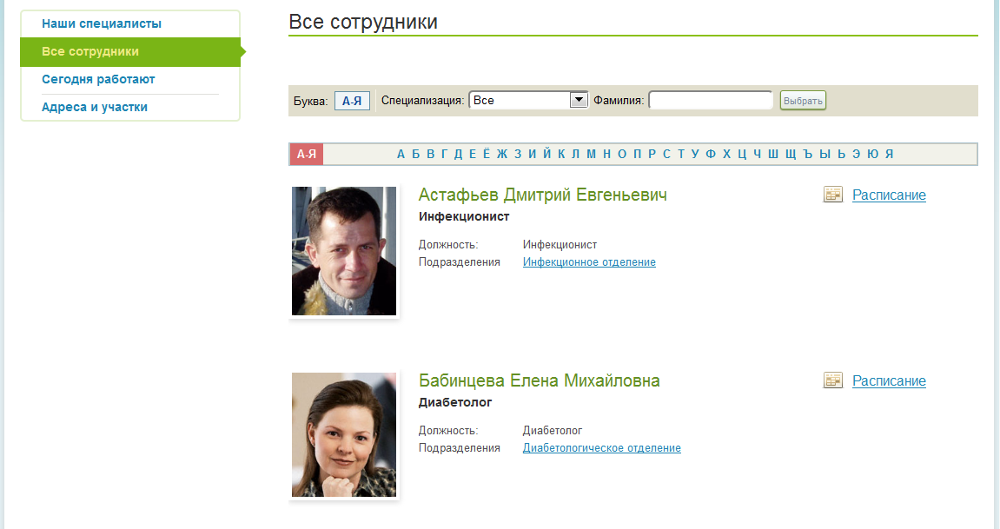 Наши специалисты
Все сотрудники
Сегодня работают
Адреса и участки
Все сотрудники
Буква: А-Я Специализация: Все Фамилия: Выбрать
А-Я А Б В Г Д Е Ё Ж З И Й К Л М Н О П Р С Т У Ф Х Ц Ч Ш Щ Ъ Ы Ь Э Ю Я
Астафьев Дмитрий Евгеньевич Расписание
Инфекционист
Должность: Инфекционист
Подразделения Инфекционное отделение
Бабинцева Елена Михайловна Расписание
Диабетолог
Должность: Диабетолог
Подразделения Диабетологическое отделение